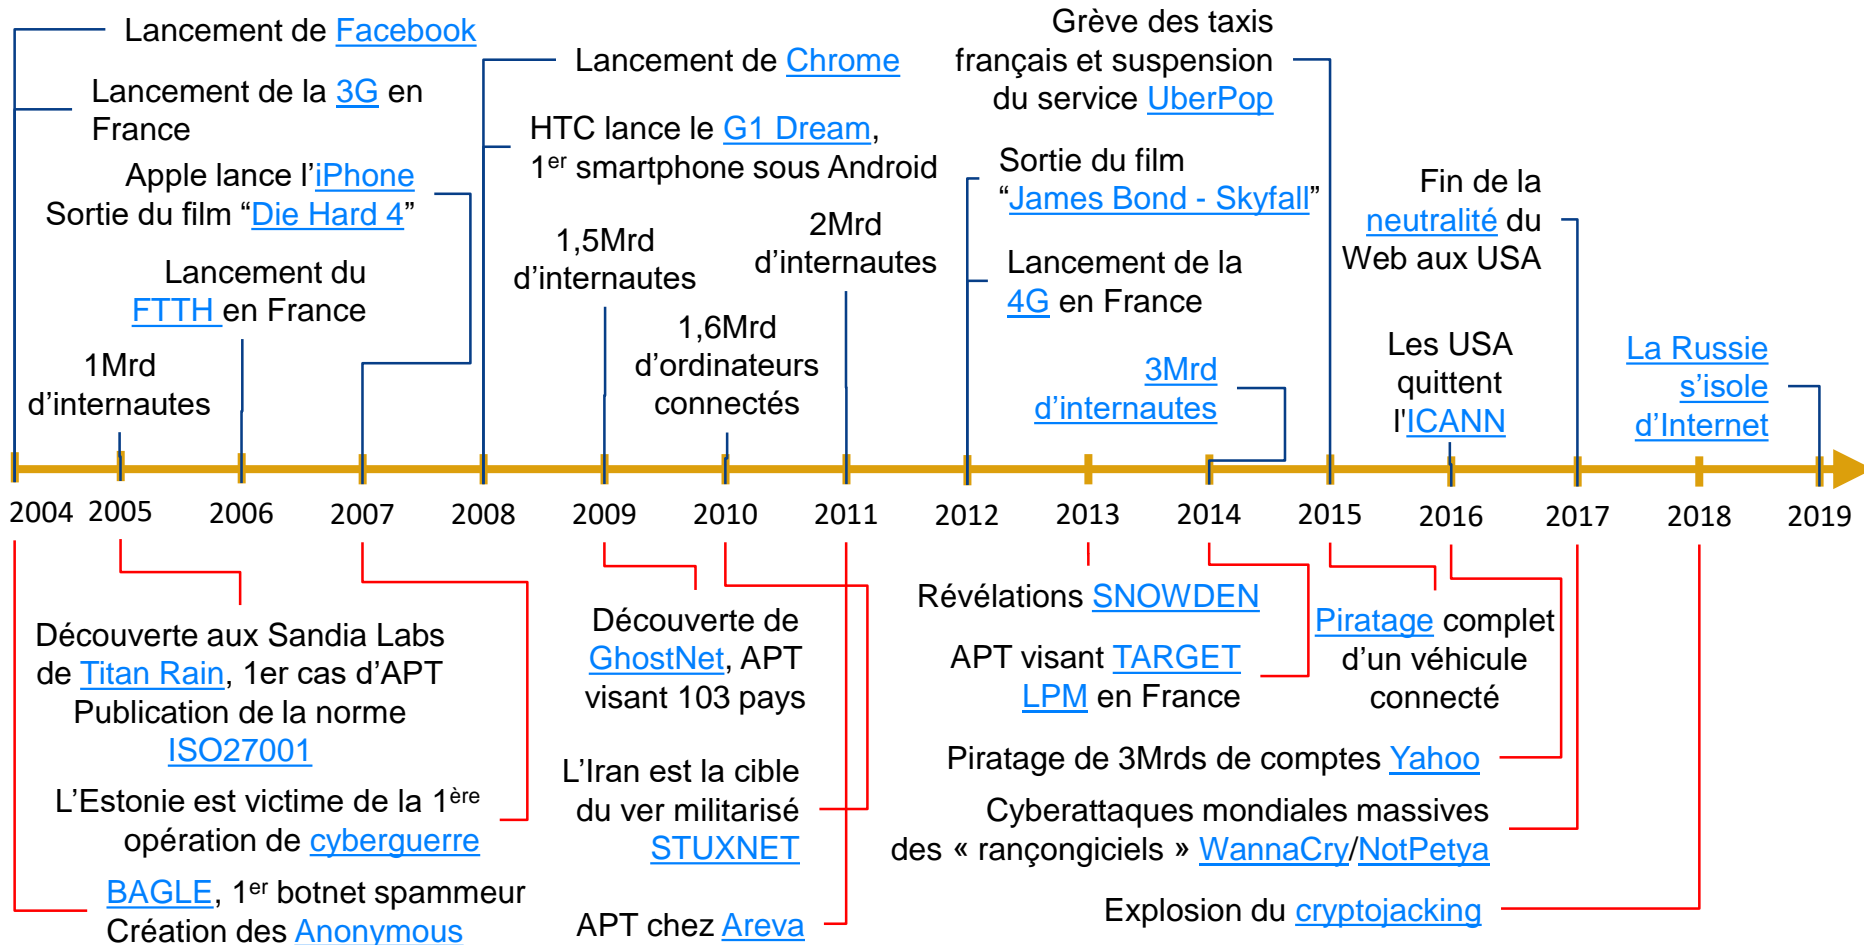 Lancement de Facebook
Lancement de la 3G en
France
Apple lance l’iPhone
Sortie du film “Die Hard 4”
Lancement du
FTTH en France
1Mrd
d’internautes
Lancement de Chrome
HTC lance le G1 Dream,
1er smartphone sous Android
1,5Mrd
d’internautes
1,6Mrd
d’ordinateurs
connectés
2Mrd
d’internautes
Grève des taxis
français et suspension
du service UberPop
Sortie du film
“James Bond - Skyfall”
Lancement de la
4G en France
3Mrd
d’internautes
Fin de la
neutralité du
Web aux USA
Les USA
quittent
l'ICANN
La Russie
s’isole
d’Internet
2004 2005 2006 2007 2008 2009 2010 2011 2012 2013 2014 2015 2016 2017 2018 2019
Découverte aux Sandia Labs
de Titan Rain, 1er cas d’APT
Publication de la norme
ISO27001
L’Estonie est victime de la 1ère
opération de cyberguerre
BAGLE, 1er botnet spammeur
Création des Anonymous
Découverte de
GhostNet, APT
visant 103 pays
L’Iran est la cible
du ver militarisé
STUXNET
APT chez Areva
Révélations SNOWDEN
APT visant TARGET
LPM en France
Piratage complet
d’un véhicule
connecté
Piratage de 3Mrds de comptes Yahoo
Cyberattaques mondiales massives
des « rançongiciels » WannaCry/NotPetya
Explosion du cryptojacking